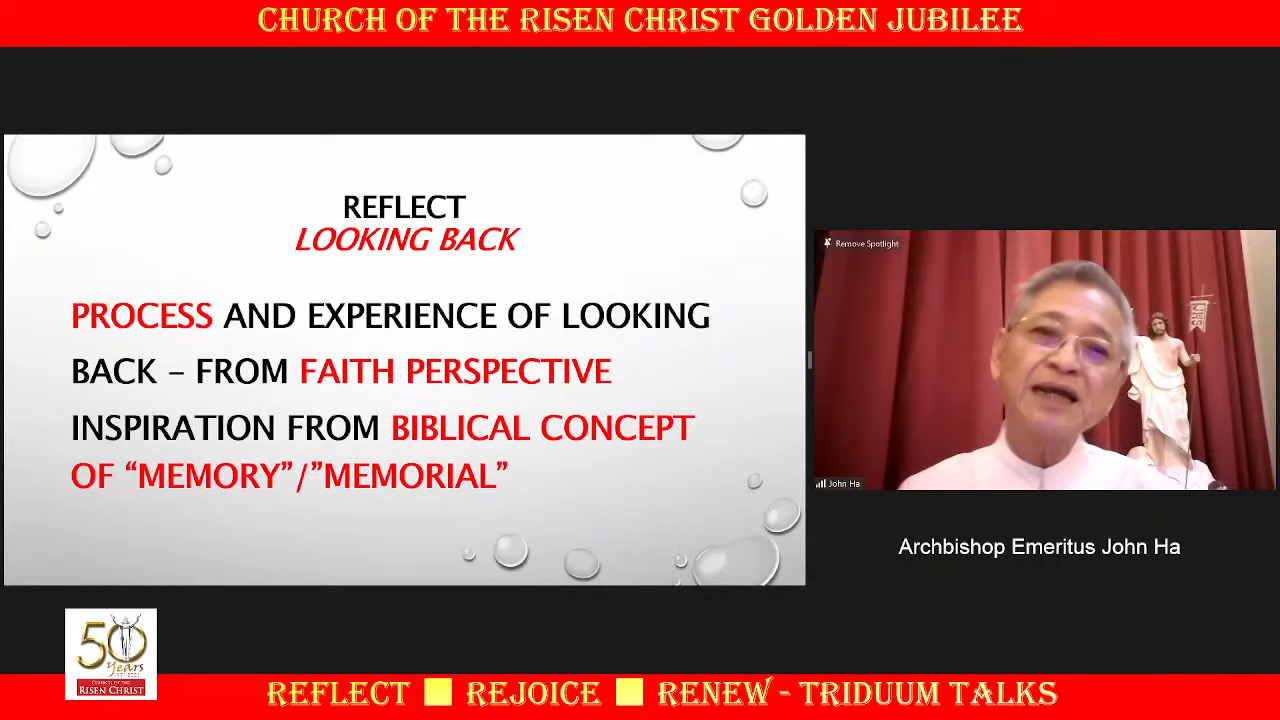 CHURCH OF THE RISEN CHRIST GOLDEN JUBILEE
REFLECT
LOOKING BACK
PROCESS AND EXPERIENCE OF LOOKING
BACK – FROM FAITH PERSPECTIVE
INSPIRATION FROM BIBLICAL CONCEPT
OF “MEMORY”/”MEMORIAL”
Remove Spotlight
JHS
John Ha
Archbishop Emeritus John Ha
50
Years
CHURCH OF THE
RISEN CHRIST
REFLECT REJOICE RENEW - TRIDUUM TALKS